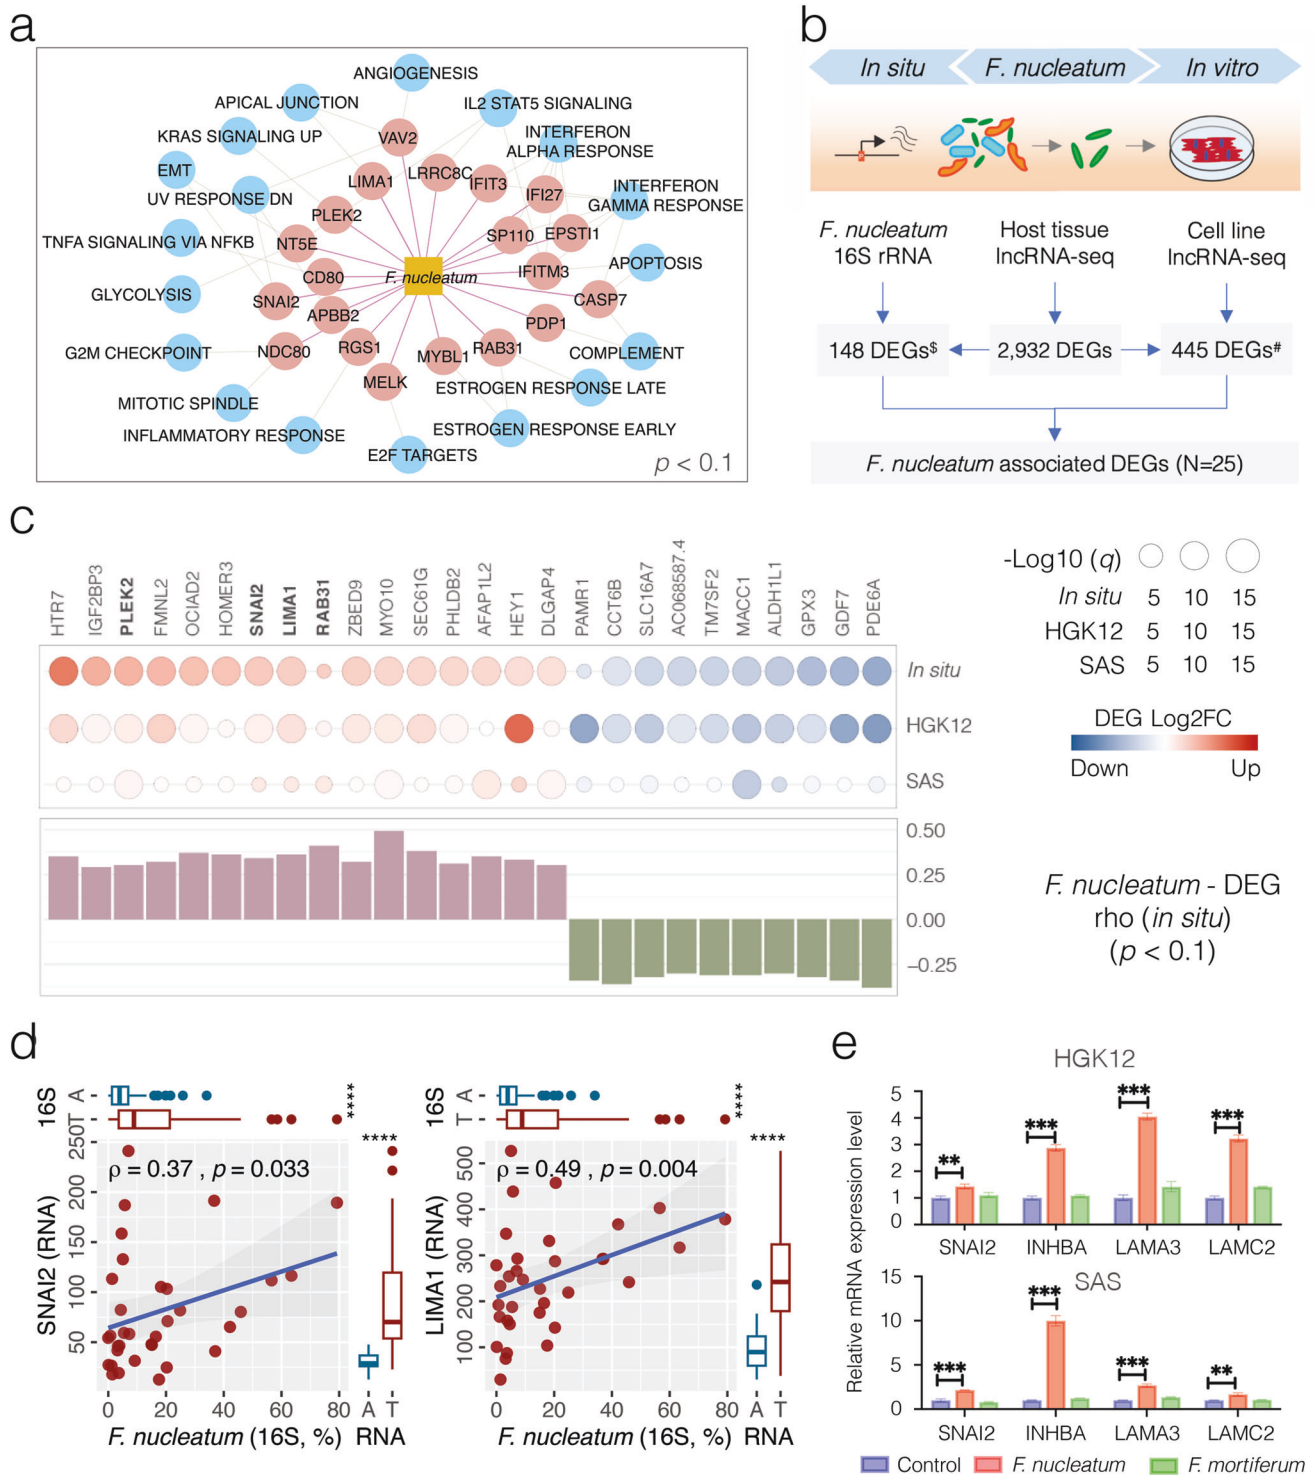 a
ANGIOGENESIS
APICAL JUNCTION
IL2 STAT5 SIGNALING
KRAS SIGNALING UP
VAV2
INTERFERON
ALPHA RESPONSE
EMT
LIMA1
LRRC8C
IFIT3
IFI27
INTERFERON
GAMMA RESPONSE
UV RESPONSE DN
PLEK2
SP110
EPSTI1
TNFA SIGNALING VIA NFKB
NT5E
F. nucleatum
IFITM3
APOPTOSIS
CD80
GLYCOLYSIS
SNAI2
CASP7
APBB2
PDP1
G2M CHECKPOINT
NDC80
RGS1
MYBL1
RAB31
COMPLEMENT
MELK
ESTROGEN RESPONSE LATE
MITOTIC SPINDLE
INFLAMMATORY RESPONSE
ESTROGEN RESPONSE EARLY
E2F TARGETS
p < 0.1
b
In situ
F. nucleatum
In vitro
F. nucleatum
16S rRNA
Host tissue
lncRNA-seq
Cell line
lncRNA-seq
148 DEGs$
2,932 DEGs
445 DEGs#
F. nucleatum associated DEGs (N=25)
c
HTR7
IGF2BP3
PLEK2
FMNL2
OCIAD2
HOMER3
SNAI2
LIMA1
RAB31
ZBED9
MYO10
SEC61G
PHLDB2
AFAP1L2
HEY1
DLGAP4
PAMR1
CCT6B
SLC16A7
AC068587.4
TM7SF2
MACC1
ALDH1L1
GPX3
GDF7
PDE6A
In situ
HGK12
SAS
-Log10 (q)
In situ 5 10 15
HGK12 5 10 15
SAS 5 10 15
DEG Log2FC
Down Up
0.50
0.25
0.00
−0.25
F. nucleatum - DEG
rho (in situ)
(p < 0.1)
d
16S
A
T
****
****
ρ = 0.37 , p = 0.033
SNAI2 (RNA)
250
200
150
100
50
0 20 40 60 80 A T
F. nucleatum (16S, %) RNA
A
****
****
ρ = 0.49 , p = 0.004
LIMA1 (RNA)
500
400
300
200
100
0 20 40 60 80 A T
F. nucleatum (16S, %) RNA
e
HGK12
Relative mRNA expression level
5
4
3
2
1
0
** *** *** ***
SNAI2 INHBA LAMA3 LAMC2
SAS
15
10
5
0
*** *** *** **
SNAI2 INHBA LAMA3 LAMC2
Control F. nucleatum F. mortiferum